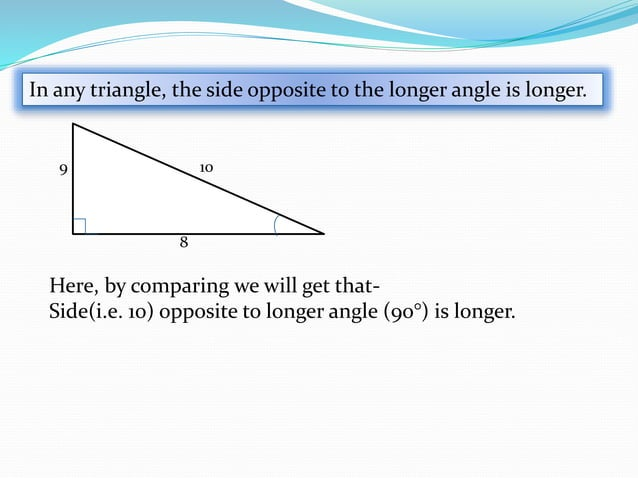 In any triangle, the side opposite to the longer angle is longer.
9
10
8
Here, by comparing we will get that-
Side(i.e. 10) opposite to longer angle (90°) is longer.